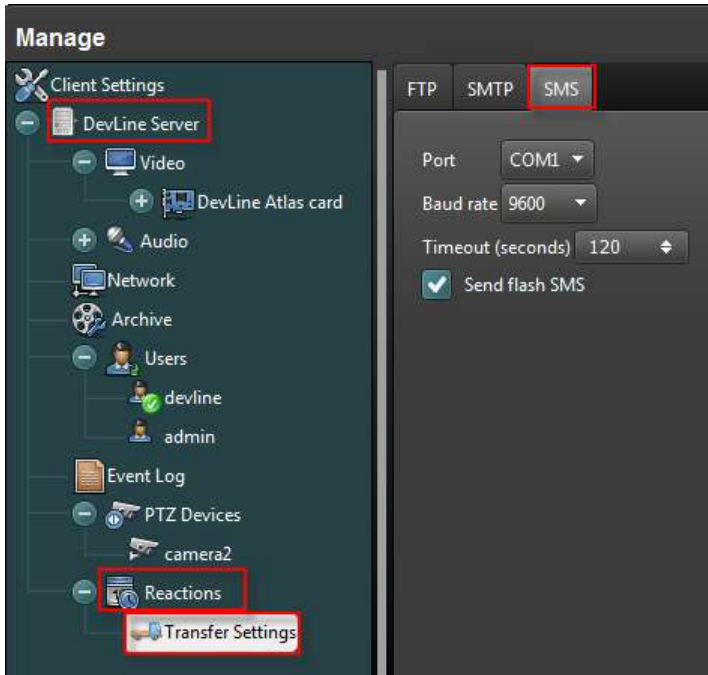 Manage
Client Settings
DevLine Server
Video
DevLine Atlas card
Audio
Network
Archive
Users
devline
admin
Event Log
PTZ Devices
camera2
Reactions
Transfer Settings
FTP SMTP SMS
Port COM1
Baud rate 9600
Timeout (seconds) 120
Send flash SMS